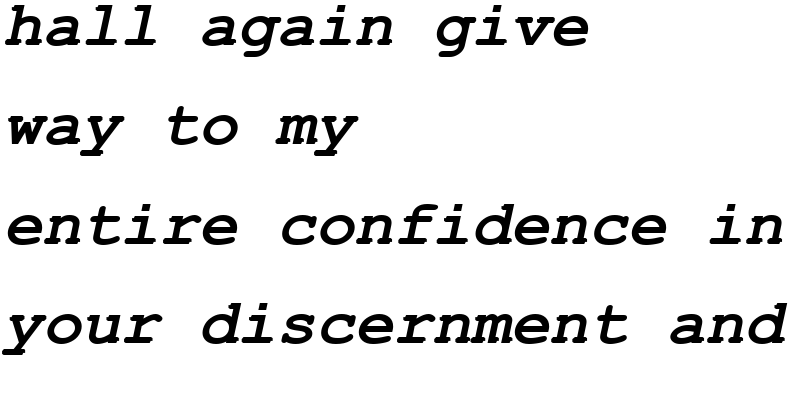 hall again give
way to my
entire confidence in
your discernment and